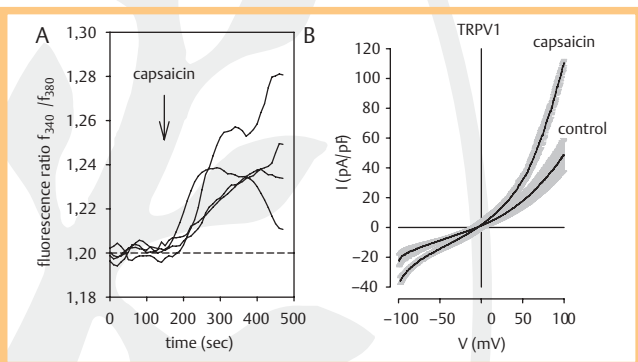 A
1,30
1,28
1,26
1,24
1,22
1,20
1,18
fluorescence ratio f340 /f380
capsaicin
0 100 200 300 400 500
time (sec)
B
TRPV1
120
100
80
60
40
20
0
−20
−40
I (pA/pF)
capsaicin
control
−100 −50 0 50 100
V (mV)